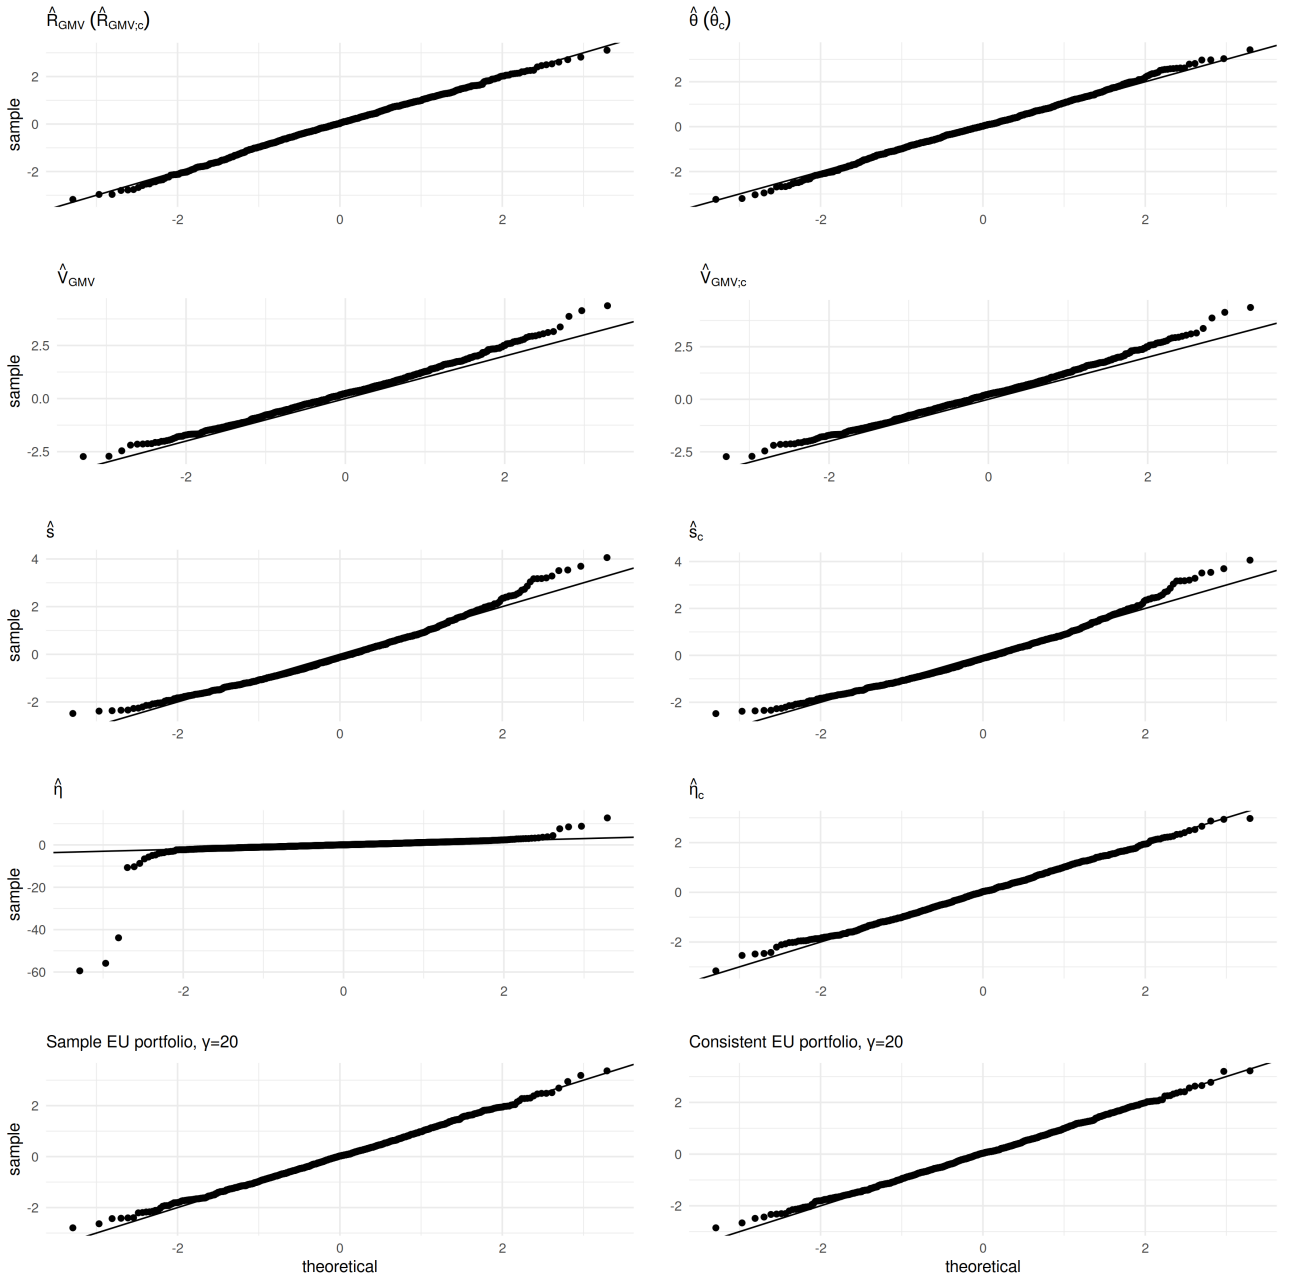 R̂GMV (R̂GMV;c)
θ̂ (θ̂c)
2
0
-2
sample
-2 0 2
2
0
-2
-2 0 2
V̂GMV
V̂GMV;c
2.5
0.0
-2.5
sample
-2 0 2
2.5
0.0
-2.5
-2 0 2
ŝ
ŝc
4
2
0
-2
sample
-2 0 2
4
2
0
-2
-2 0 2
η̂
η̂c
0
-20
-40
-60
sample
-2 0 2
2
0
-2
-2 0 2
Sample EU portfolio, γ=20
Consistent EU portfolio, γ=20
2
0
-2
sample
-2 0 2
theoretical
2
0
-2
-2 0 2
theoretical